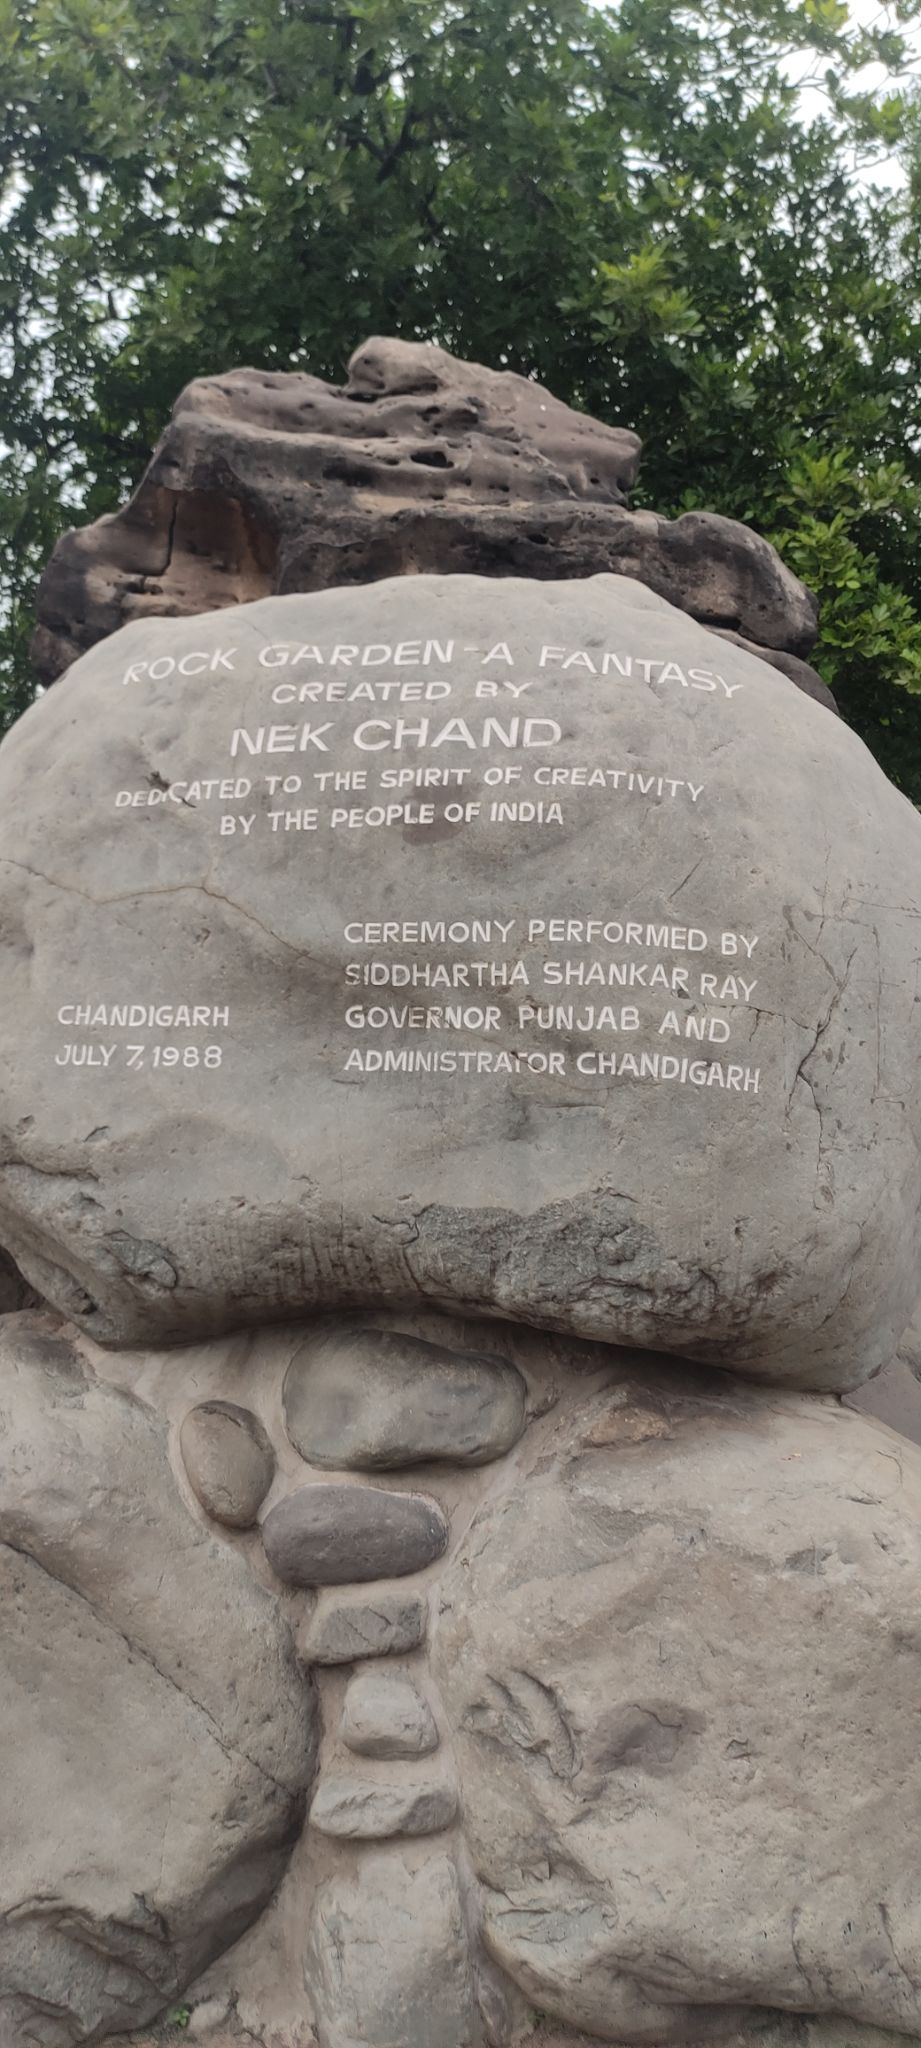 ROCK GARDEN-A FANTASY
CREATED BY
NEK CHAND
DEDICATED TO THE SPIRIT OF CREATIVITY
BY THE PEOPLE OF INDIA
CEREMONY PERFORMED BY
SIDDHARTHA SHANKAR RAY
GOVERNOR PUNJAB AND
ADMINISTRATOR CHANDIGARH
CHANDIGARH
JULY 7, 1988